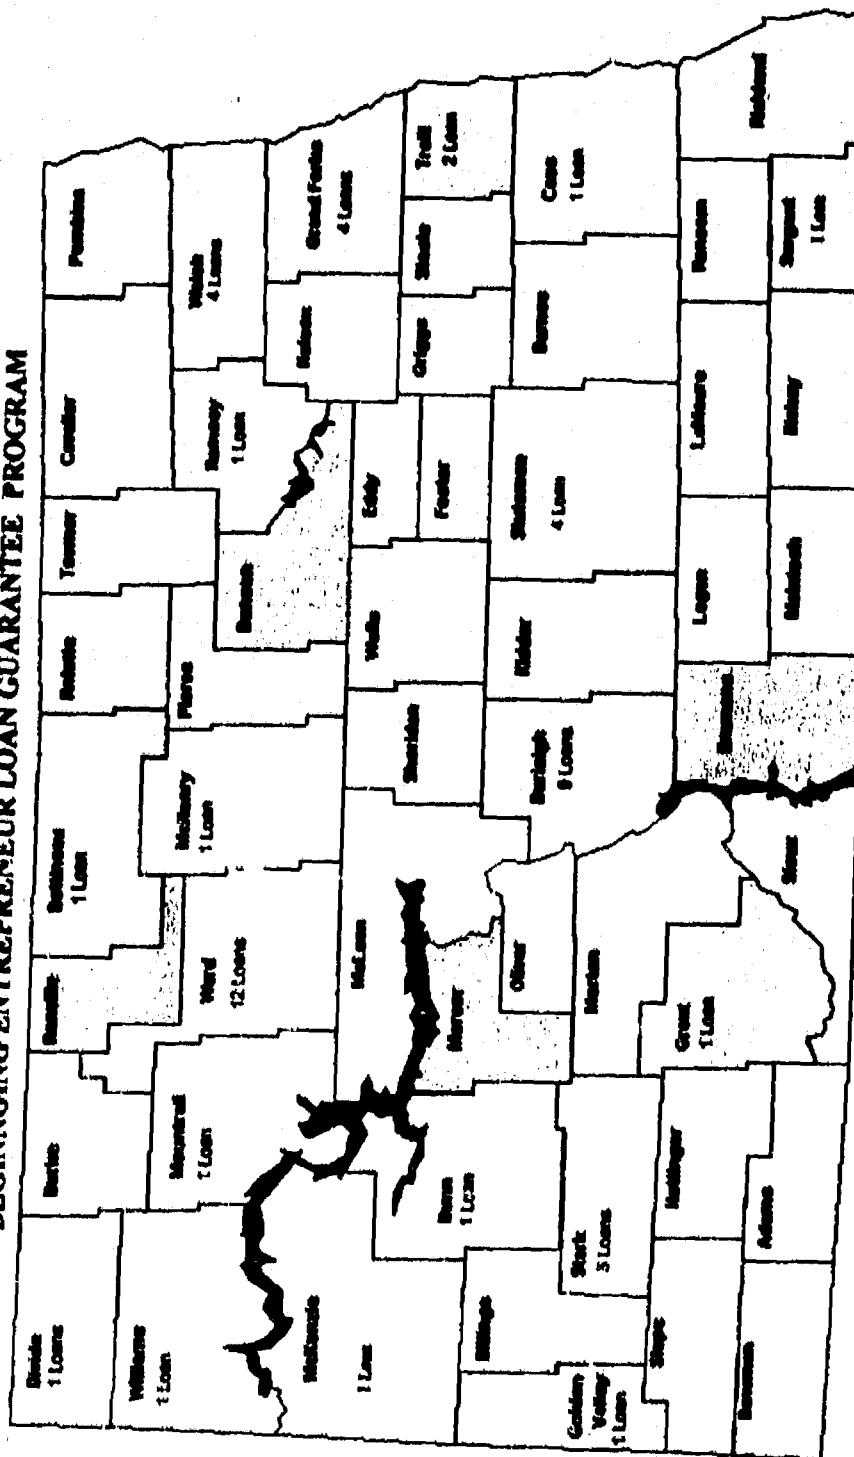 BEGINNING ENTREPRENEUR LOAN GUARANTEE PROGRAM
Divide
1 Loans
Burke
Renville
Bottineau
1 Loan
Rolette
Towner
Cavalier
Pembina
Williams
1 Loan
Mountrail
1 Loan
Ward
12 Loans
McHenry
1 Loan
Pierce
Ramsey
1 Loan
Walsh
4 Loans
Benson
Nelson
Grand Forks
4 Loans
McKenzie
1 Loan
McLean
Sheridan
Wells
Eddy
Foster
Griggs
Steele
Traill
2 Loan
Dunn
1 Loan
Mercer
Oliver
Billings
Golden
Valley
1 Loan
Stark
3 Loans
Morton
Burleigh
9 Loans
Kidder
Stutsman
4 Loan
Barnes
Cass
1 Loan
Slope
Hettinger
Grant
1 Loan
Sioux
Emmons
Logan
LaMoure
Ransom
Richland
Bowman
Adams
McIntosh
Dickey
Sargent
1 Loan